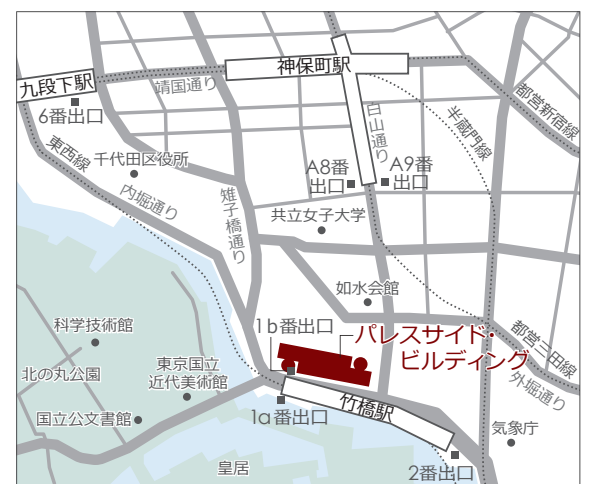 神保町駅
九段下駅
靖国通り
6番出口
都営新宿線
白山通り
半蔵門線
東西線
千代田区役所
A8番
出口
A9番
出口
内堀通り
雉子橋通り
共立女子大学
如水会館
1b番出口
パレスサイド・
ビルディング
都営三田線
科学技術館
北の丸公園
東京国立
近代美術館
外堀通り
竹橋駅
1a番出口
国立公文書館
気象庁
2番出口
皇居